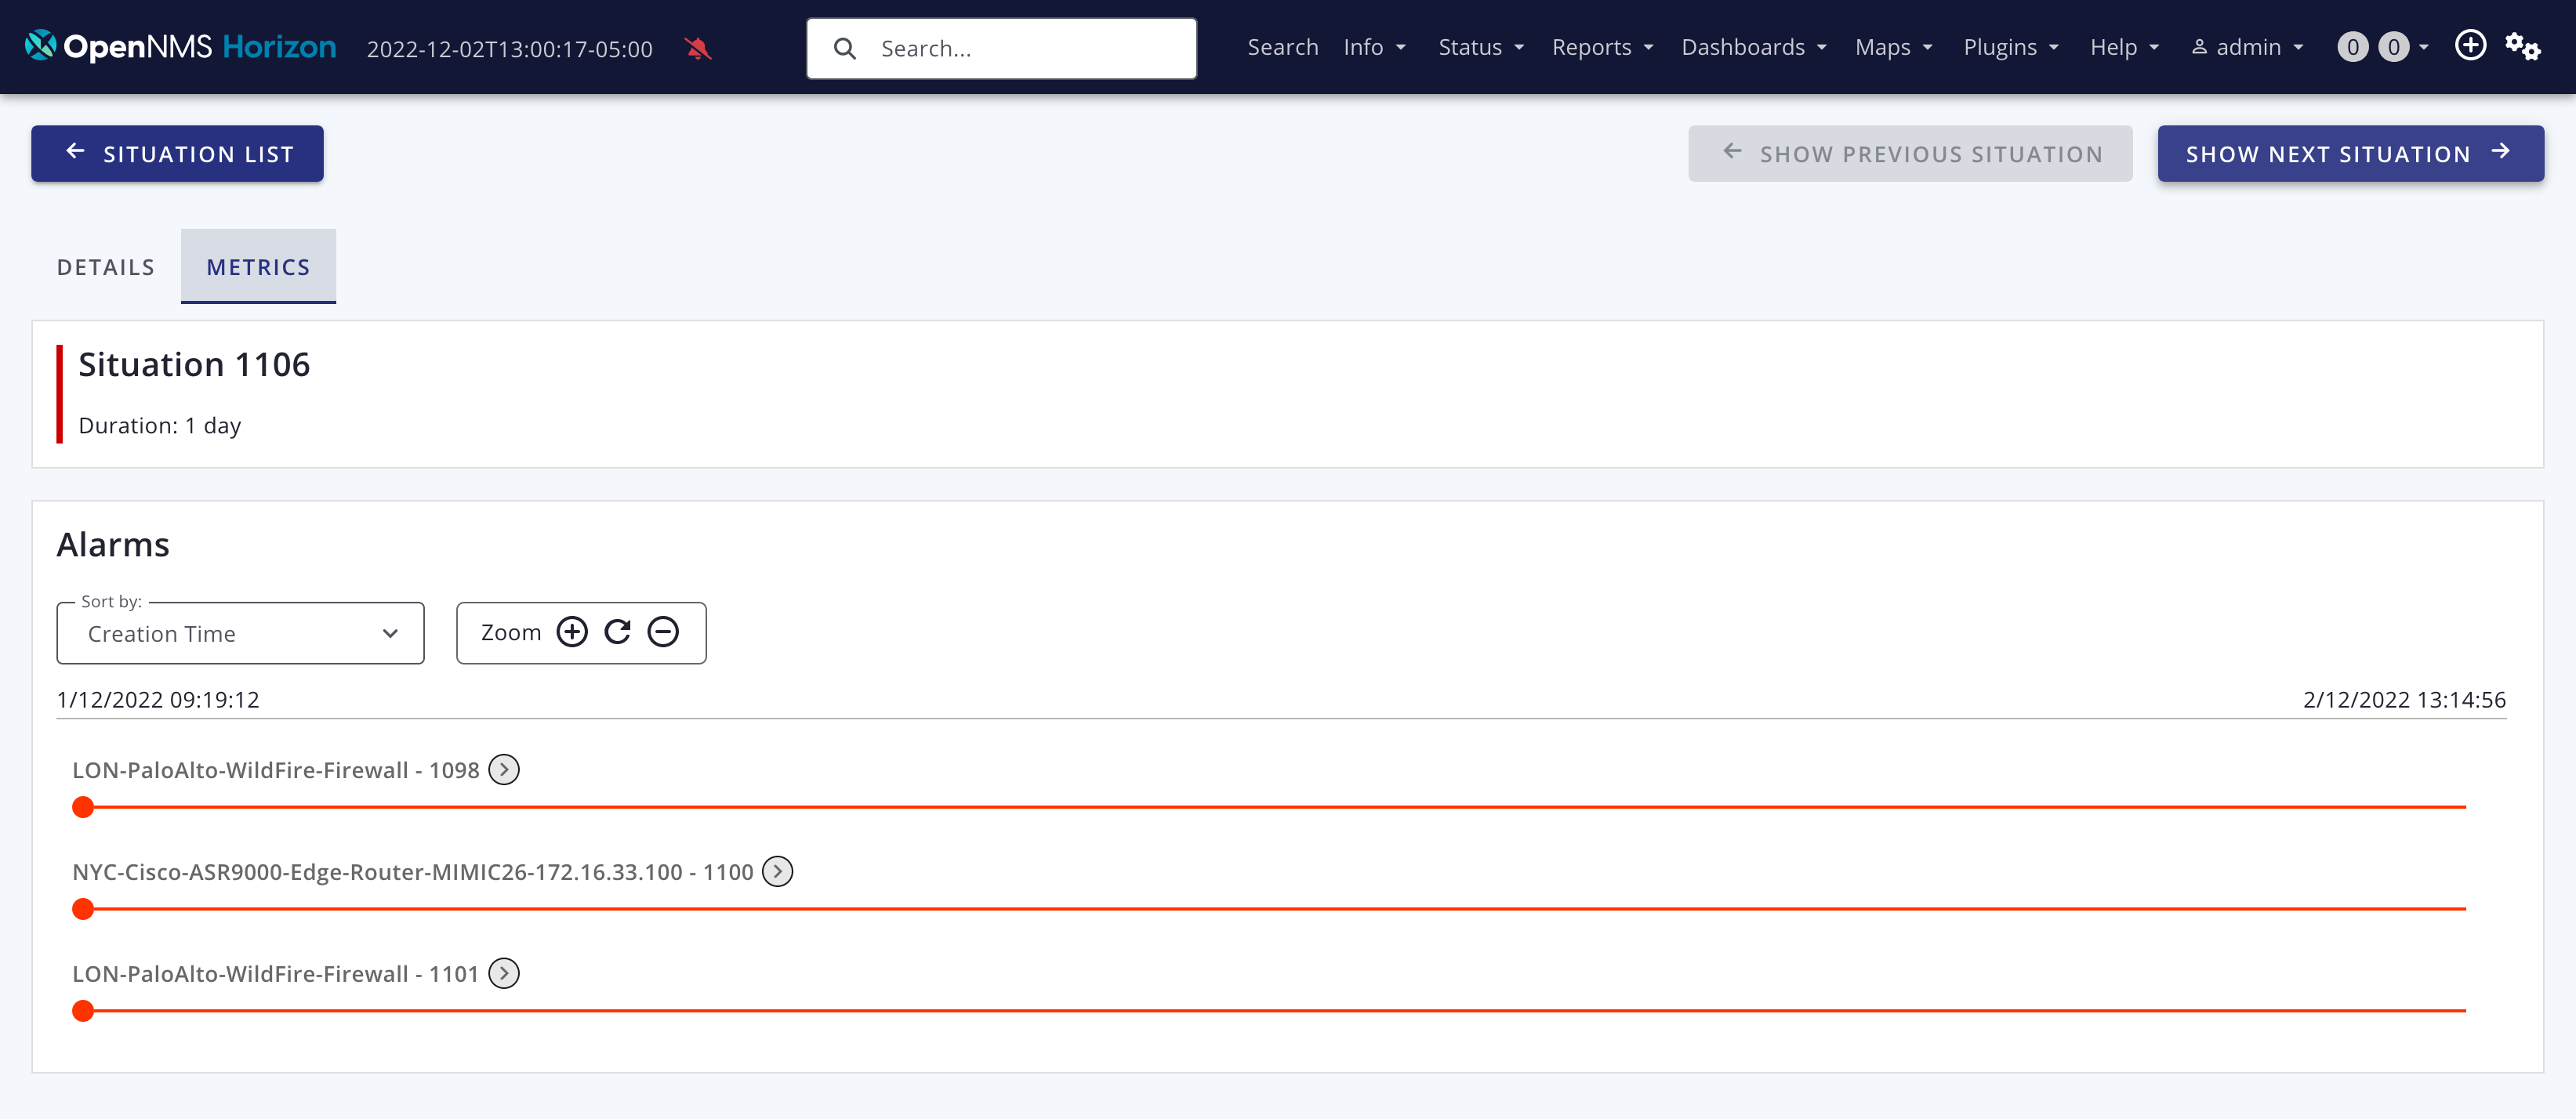 OpenNMS Horizon 2022-12-02T13:00:17-05:00 Search... Search Info Status Reports Dashboards Maps Plugins Help admin 0 0
SITUATION LIST SHOW PREVIOUS SITUATION SHOW NEXT SITUATION
DETAILS METRICS
Situation 1106
Duration: 1 day
Alarms
Sort by:
Creation Time Zoom
1/12/2022 09:19:12 2/12/2022 13:14:56
LON-PaloAlto-WildFire-Firewall - 1098
NYC-Cisco-ASR9000-Edge-Router-MIMIC26-172.16.33.100 - 1100
LON-PaloAlto-WildFire-Firewall - 1101